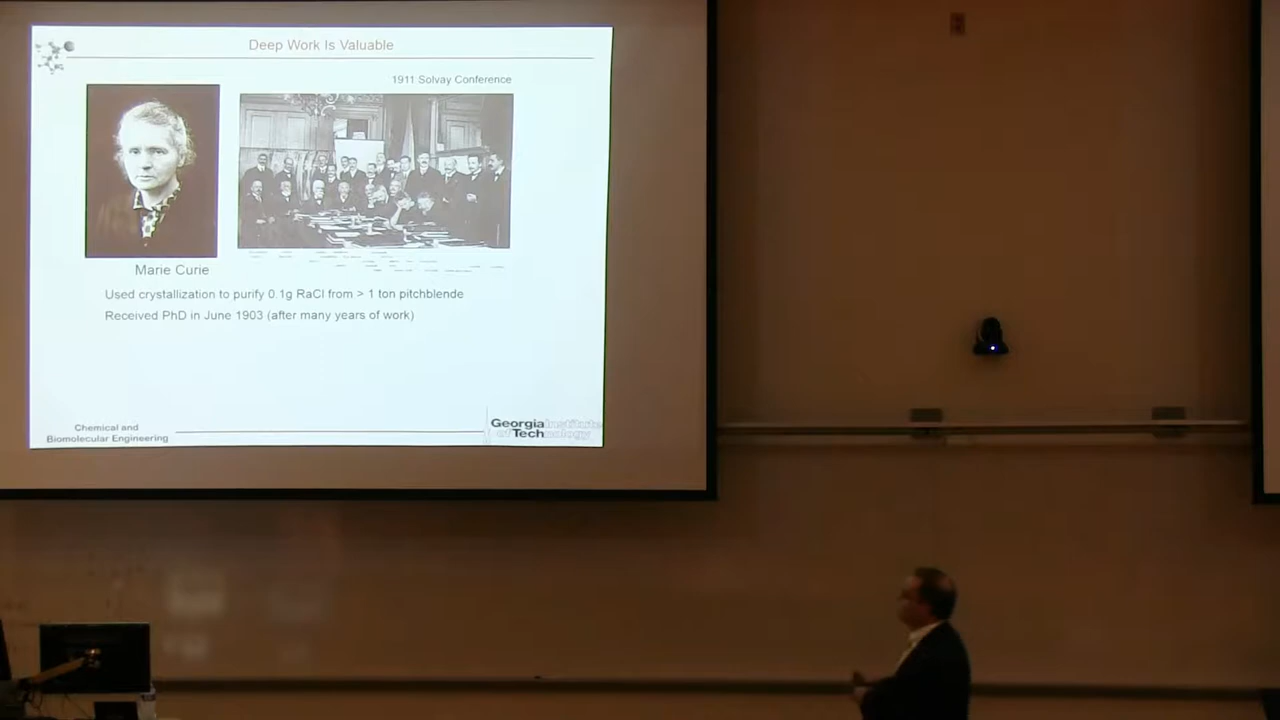 Deep Work Is Valuable
1911 Solvay Conference
Marie Curie
Used crystallization to purify 0.1g RaCl from > 1 ton pitchblende
Received PhD in June 1903 (after many years of work)
Chemical and
Biomolecular Engineering
Georgia Institute
of Technology